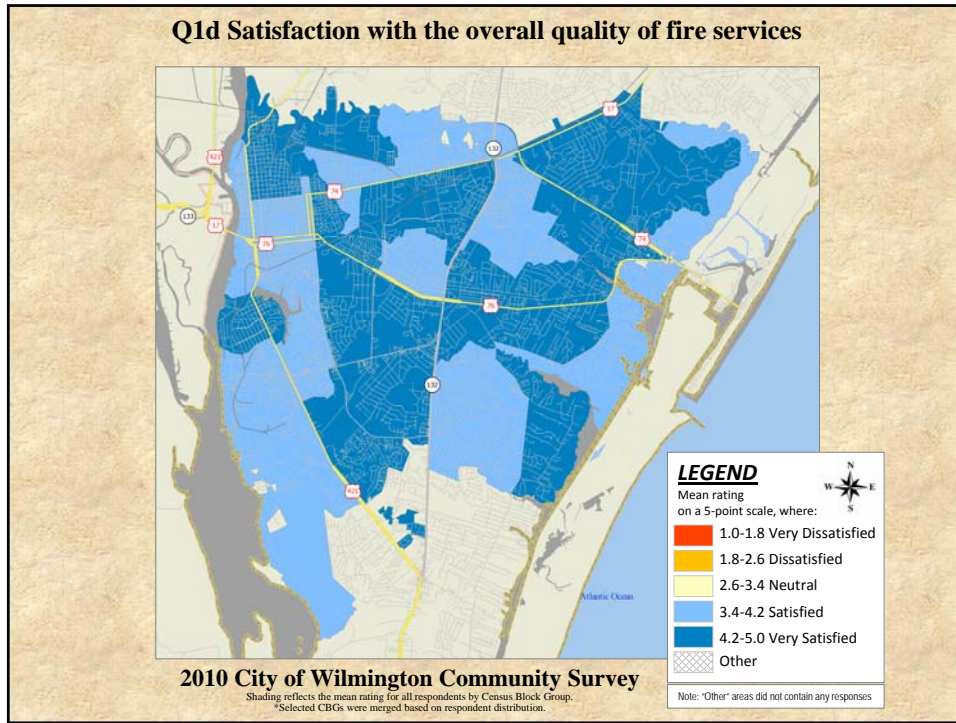 Q1d Satisfaction with the overall quality of fire services
17
132
421
74
133
17
76
74
76
132
421
Atlantic Ocean
LEGEND
N
W E
S
Mean rating
on a 5-point scale, where:
1.0-1.8 Very Dissatisfied
1.8-2.6 Dissatisfied
2.6-3.4 Neutral
3.4-4.2 Satisfied
4.2-5.0 Very Satisfied
Other
Note: "Other" areas did not contain any responses
2010 City of Wilmington Community Survey
Shading reflects the mean rating for all respondents by Census Block Group.
*Selected CBGs were merged based on respondent distribution.